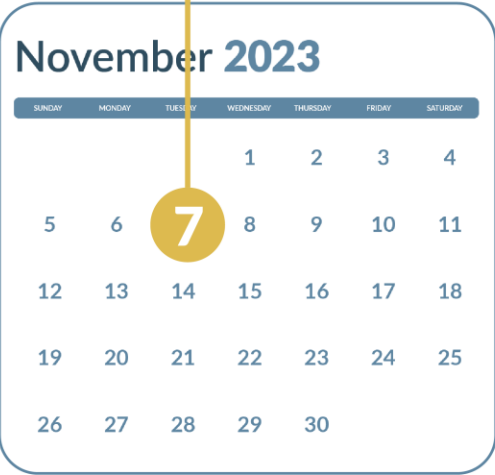 November 2023
SUNDAY MONDAY TUESDAY WEDNESDAY THURSDAY FRIDAY SATURDAY
1 2 3 4
5 6 7 8 9 10 11
12 13 14 15 16 17 18
19 20 21 22 23 24 25
26 27 28 29 30